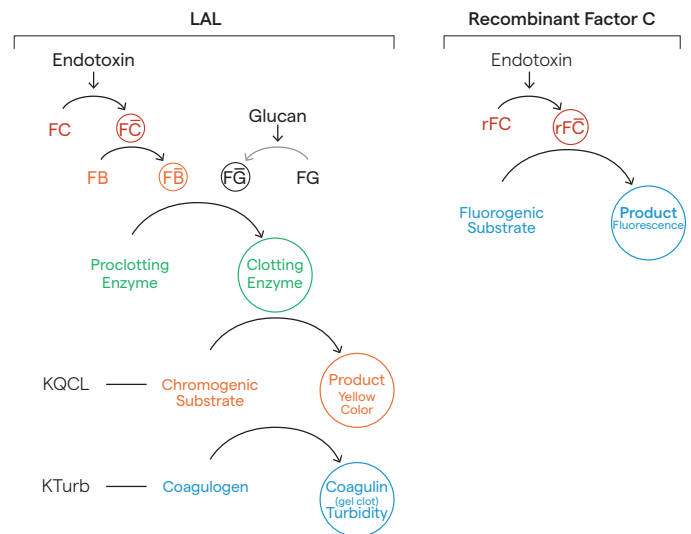 LAL
Endotoxin
FC
FC̅
Glucan
FB
FB̅
FG̅
FG
Proclotting
Enzyme
Clotting
Enzyme
KQCL
Chromogenic
Substrate
Product
Yellow
Color
KTurb
Coagulogen
Coagulin
(gel clot)
Turbidity
Recombinant Factor C
Endotoxin
rFC
rFC̅
Fluorogenic
Substrate
Product
Fluorescence